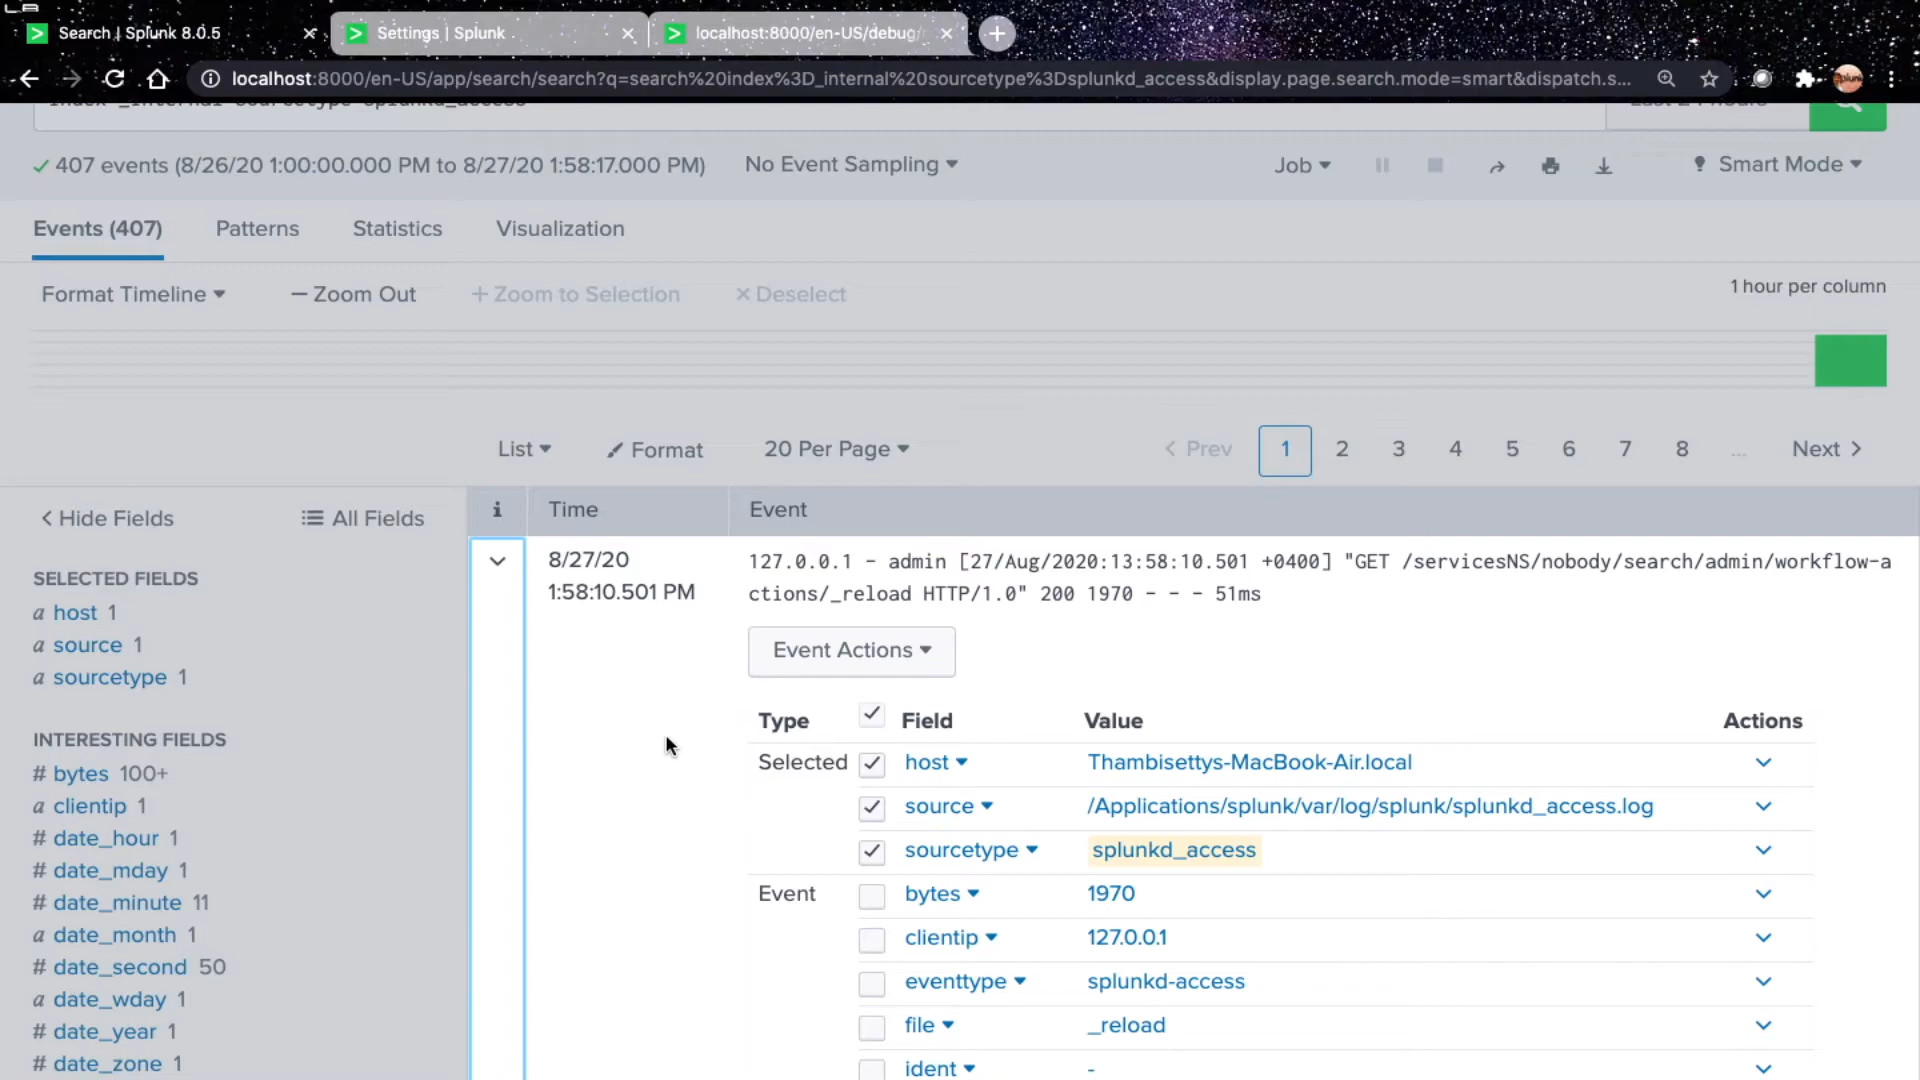 Search | Splunk 8.0.5
Settings | Splunk
localhost:8000/en-US/debug/
localhost:8000/en-US/app/search/search?q=search%20index%3D_internal%20sourcetype%3Dsplunkd_access&display.page.search.mode=smart&dispatch.s...
index=_internal sourcetype=splunkd_access
Last 24 hours
407 events (8/26/20 1:00:00.000 PM to 8/27/20 1:58:17.000 PM)
No Event Sampling
Job
Smart Mode
Events (407)
Patterns
Statistics
Visualization
Format Timeline
— Zoom Out
+ Zoom to Selection
× Deselect
1 hour per column
List
Format
20 Per Page
< Prev
1
2
3
4
5
6
7
8
...
Next >
< Hide Fields
All Fields
i
Time
Event
SELECTED FIELDS
a host 1
a source 1
a sourcetype 1
INTERESTING FIELDS
# bytes 100+
a clientip 1
# date_hour 1
# date_mday 1
# date_minute 11
a date_month 1
# date_second 50
a date_wday 1
# date_year 1
# date_zone 1
8/27/20
1:58:10.501 PM
127.0.0.1 - admin [27/Aug/2020:13:58:10.501 +0400] "GET /servicesNS/nobody/search/admin/workflow-a
ctions/_reload HTTP/1.0" 200 1970 - - - 51ms
Event Actions
Type
Field
Value
Actions
Selected
host
Thambisettys-MacBook-Air.local
source
/Applications/splunk/var/log/splunk/splunkd_access.log
sourcetype
splunkd_access
Event
bytes
1970
clientip
127.0.0.1
eventtype
splunkd-access
file
_reload
ident
-